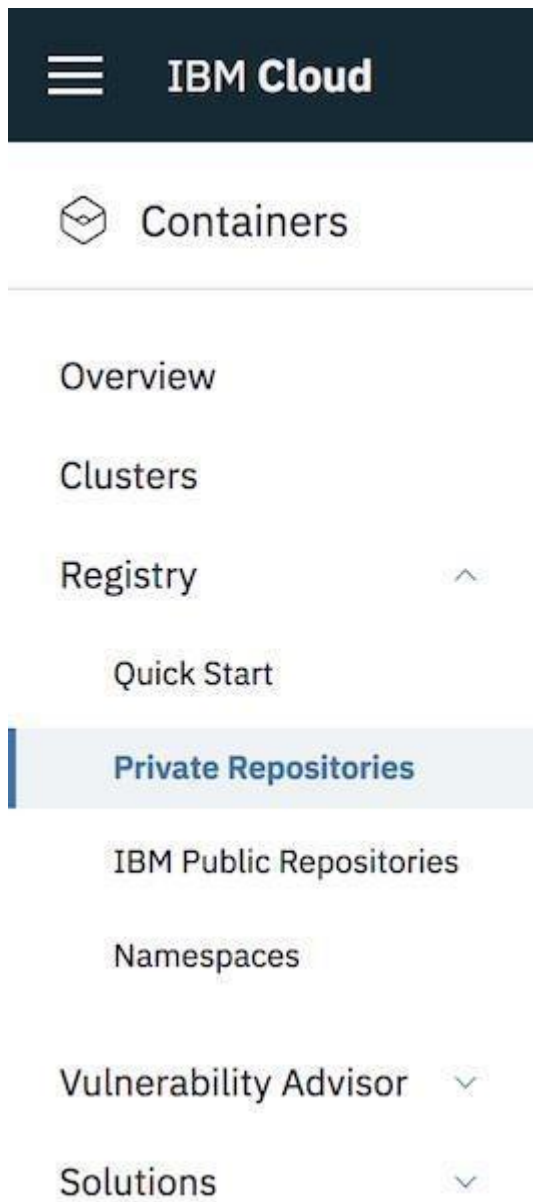 IBM Cloud
Containers
Overview
Clusters
Registry
Quick Start
Private Repositories
IBM Public Repositories
Namespaces
Vulnerability Advisor
Solutions